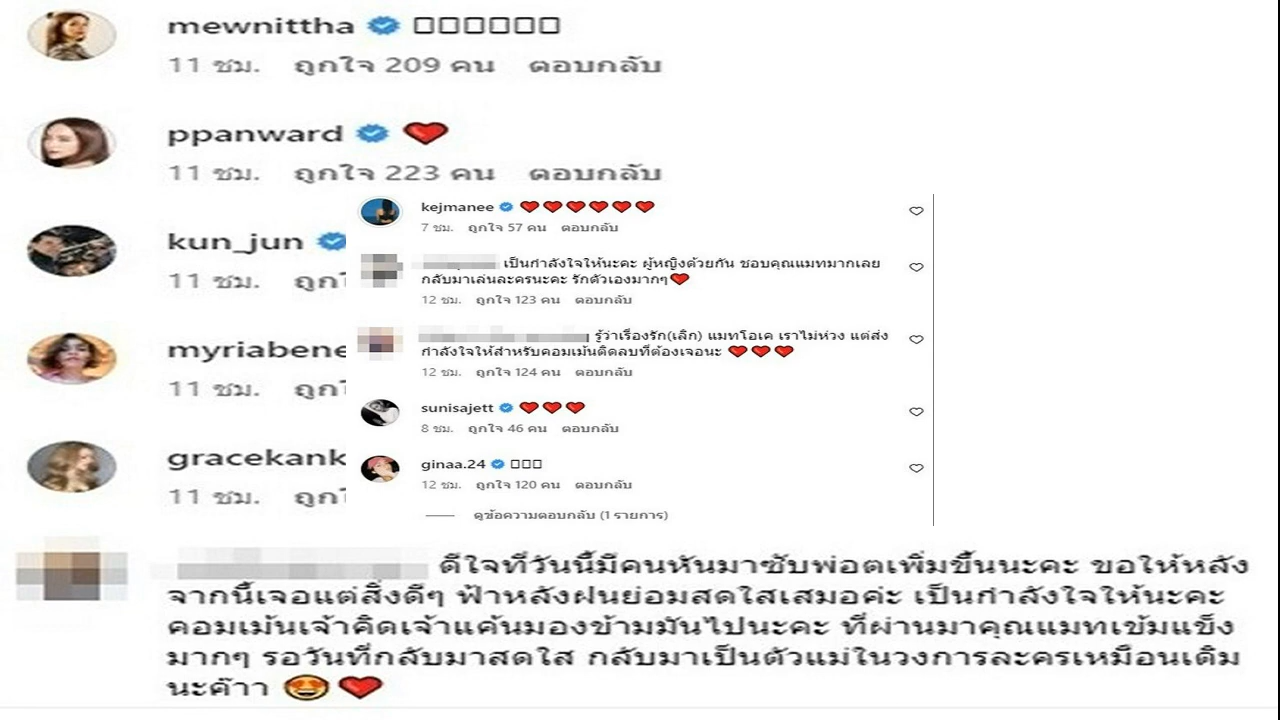 mewnittha
11 ชม. ถูกใจ 209 คน ตอบกลับ
ppanward ❤️
11 ชม. ถูกใจ 223 คน ตอบกลับ
kun_jun
11 ชม. ถูกใ
myriabene
11 ชม. ถูกใ
gracekank
11 ชม. ถูกใ
kejmanee ❤️❤️❤️❤️❤️❤️
7 ชม. ถูกใจ 57 คน ตอบกลับ
เป็นกำลังใจให้นะคะ ผู้หญิงด้วยกัน ชอบคุณแมทมากเลย
กลับมาเล่นละครนะคะ รักตัวเองมากๆ❤️
12 ชม. ถูกใจ 123 คน ตอบกลับ
รู้ว่าเรื่องรัก(เลิก) แมทโอเค เราไม่ห่วง แต่ส่ง
กำลังใจให้สำหรับคอมเม้นติดลบที่ต้องเจอนะ ❤️❤️❤️
12 ชม. ถูกใจ 124 คน ตอบกลับ
sunisajett ❤️❤️❤️
8 ชม. ถูกใจ 46 คน ตอบกลับ
ginaa.24
12 ชม. ถูกใจ 120 คน ตอบกลับ
ดูข้อความตอบกลับ (1 รายการ)
ดีใจที่วันนี้มีคนหันมาซับพ่อตเพิ่มขึ้นนะคะ ขอให้หลัง
จากนี้เจอแต่สิ่งดีๆ ฟ้าหลังฝนย่อมสดใสเสมอค่ะ เป็นกำลังใจให้นะคะ
คอมเม้นเจ้าคิดเจ้าแค้นมองข้ามมันไปนะคะ ที่ผ่านมาคุณแมทเข้มแข็ง
มากๆ รอวันที่กลับมาสดใส กลับมาเป็นตัวแม่ในวงการละครเหมือนเดิม
นะค๊าา 😍❤️